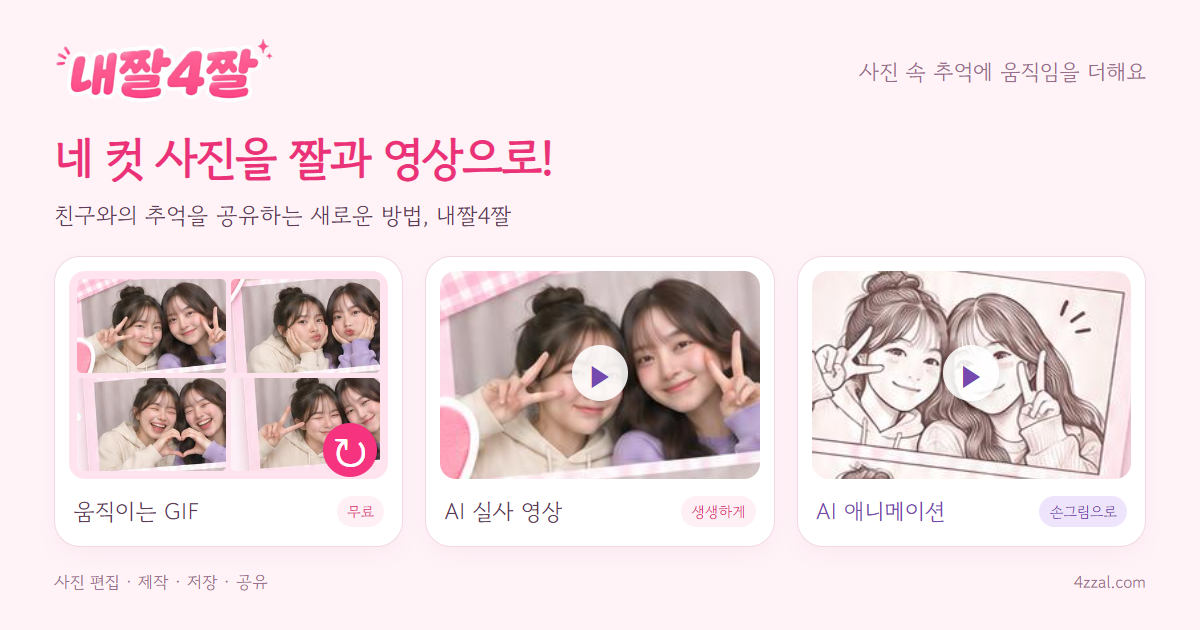 내짤4짤
사진 속 추억에 움직임을 더해요
네 컷 사진을 짤과 영상으로!
친구와의 추억을 공유하는 새로운 방법, 내짤4짤
움직이는 GIF
무료
AI 실사 영상
생생하게
AI 애니메이션
손그림으로
사진 편집 · 제작 · 저장 · 공유
4zzal.com